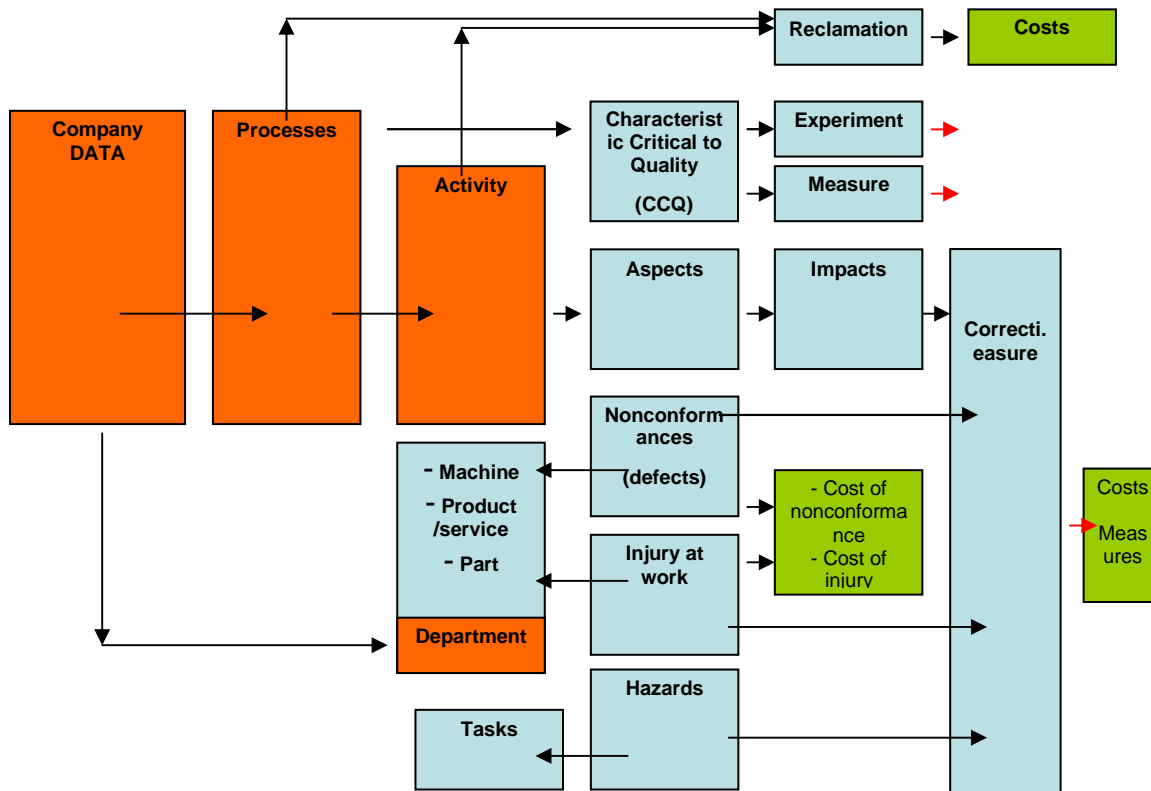 Reclamation
Costs
Company
DATA
Processes
Activity
Characterist
ic Critical to
Quality
(CCQ)
Experiment
Measure
Aspects
Impacts
Correcti.
easure
Nonconform
ances
(defects)
- Machine
- Product
/service
- Part
Department
- Cost of
nonconforma
nce
- Cost of
injury
Injury at
work
Costs
Meas
ures
Hazards
Tasks